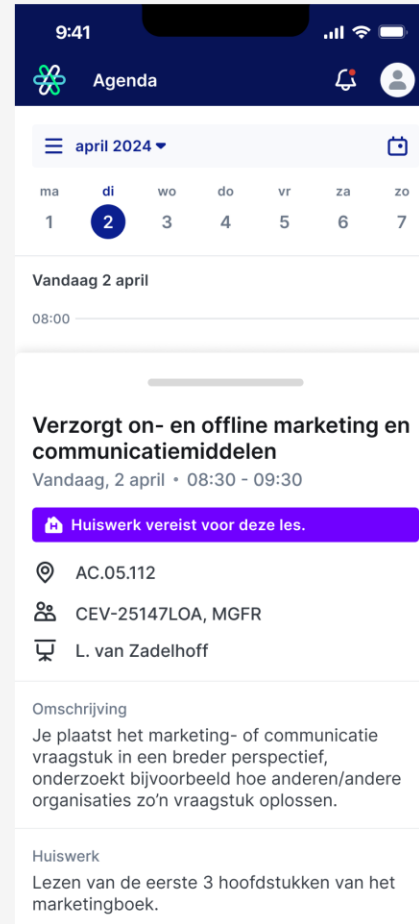 9:41
Agenda
april 2024
ma di wo do vr za zo
1 2 3 4 5 6 7
Vandaag 2 april
08:00
Verzorgt on- en offline marketing en
communicatiemiddelen
Vandaag, 2 april • 08:30 - 09:30
H Huiswerk vereist voor deze les.
AC.05.112
CEV-25147LOA, MGFR
L. van Zadelhoff
Omschrijving
Je plaatst het marketing- of communicatie
vraagstuk in een breder perspectief,
onderzoekt bijvoorbeeld hoe anderen/andere
organisaties zo’n vraagstuk oplossen.
Huiswerk
Lezen van de eerste 3 hoofdstukken van het
marketingboek.